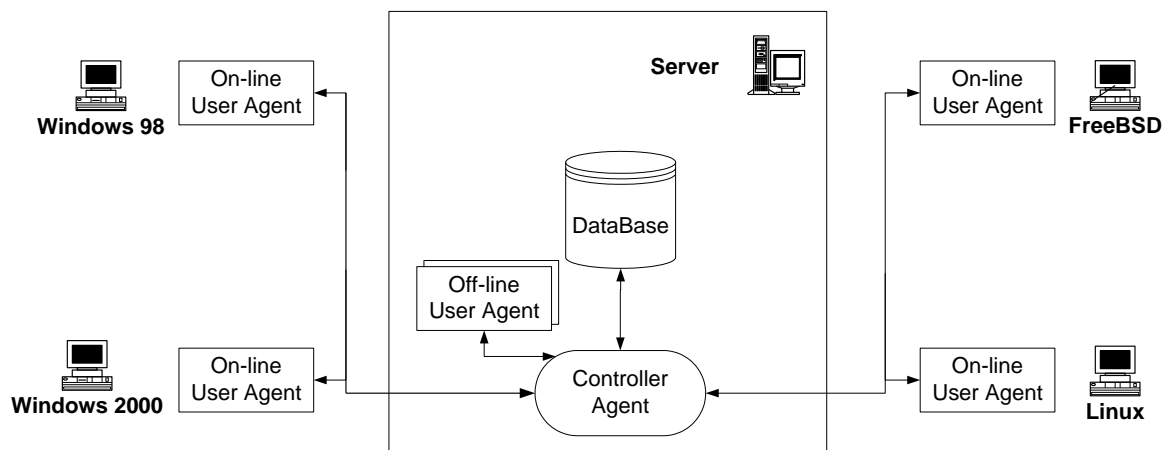 On-line
User Agent
Windows 98
Server
On-line
User Agent
FreeBSD
DataBase
Off-line
User Agent
On-line
User Agent
Windows 2000
Controller
Agent
On-line
User Agent
Linux